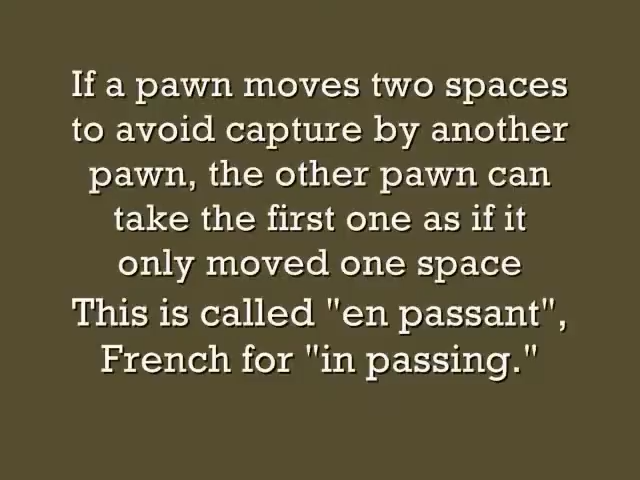 If a pawn moves two spaces
to avoid capture by another
pawn, the other pawn can
take the first one as if it
only moved one space
This is called "en passant",
French for "in passing."